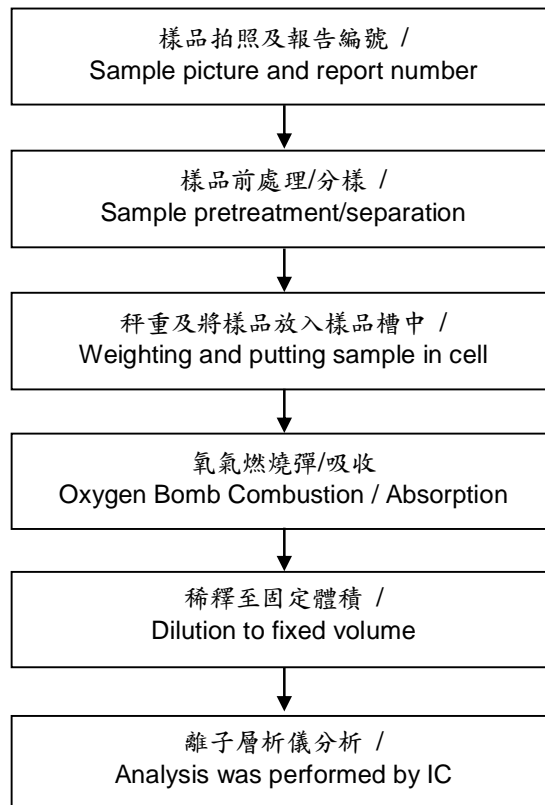 樣品拍照及報告編號 /
Sample picture and report number
樣品前處理/分樣 /
Sample pretreatment/separation
秤重及將樣品放入樣品槽中 /
Weighting and putting sample in cell
氧氣燃燒彈/吸收
Oxygen Bomb Combustion / Absorption
稀釋至固定體積 /
Dilution to fixed volume
離子層析儀分析 /
Analysis was performed by IC